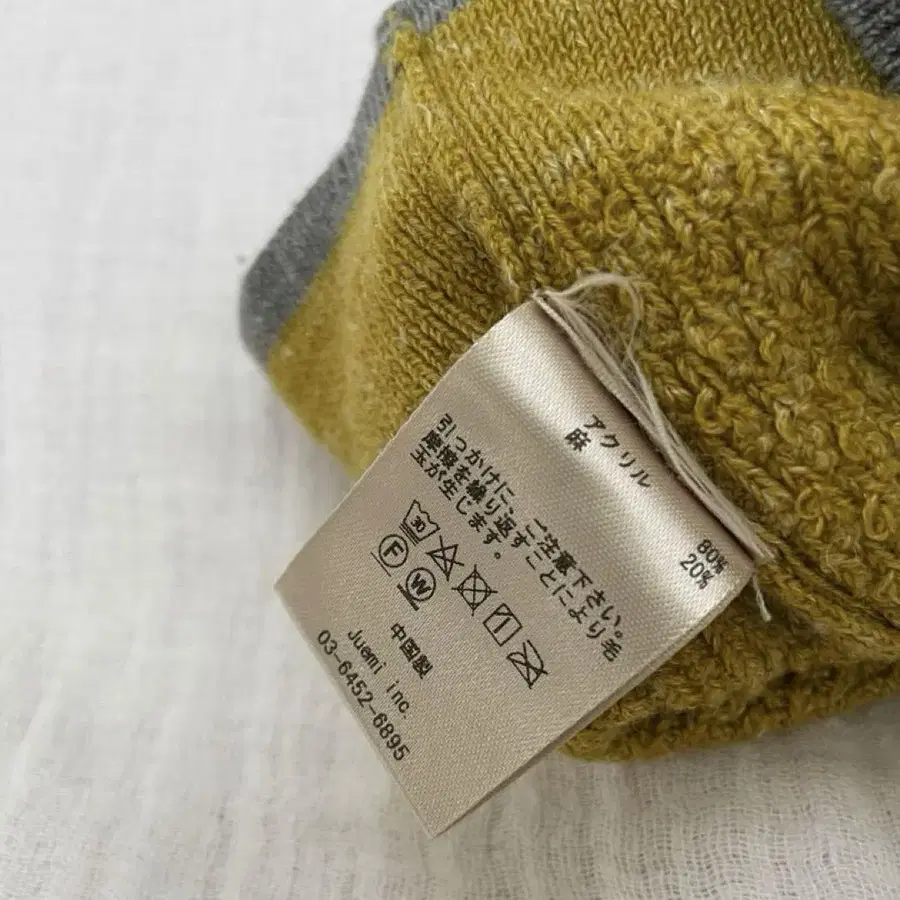 アクリル 80%
麻 20%
引っかけに、ご注意下さい。
摩擦を繰り返すことにより毛
玉が生じます。
30
F W
中国製
Juemi inc.
03-6452-6895